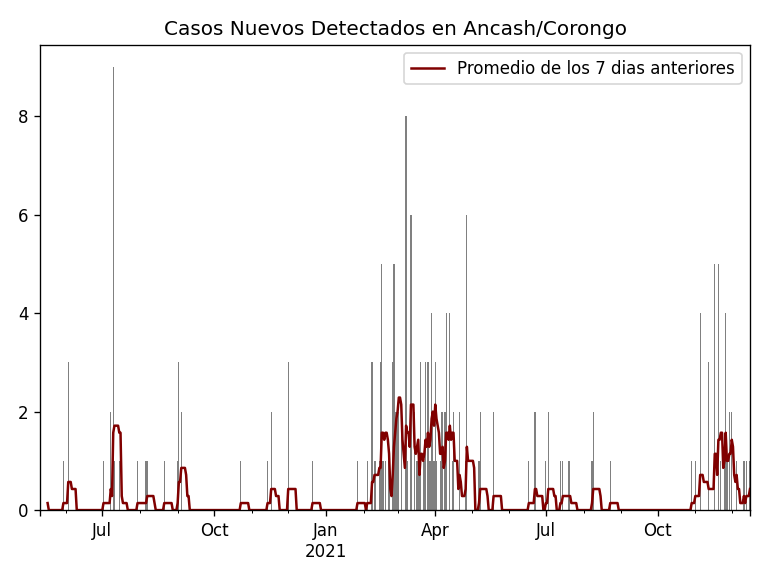 Casos Nuevos Detectados en Ancash/Corongo
Promedio de los 7 dias anteriores
8
6
4
2
0
Jul
Oct
Jan
2021
Apr
Jul
Oct